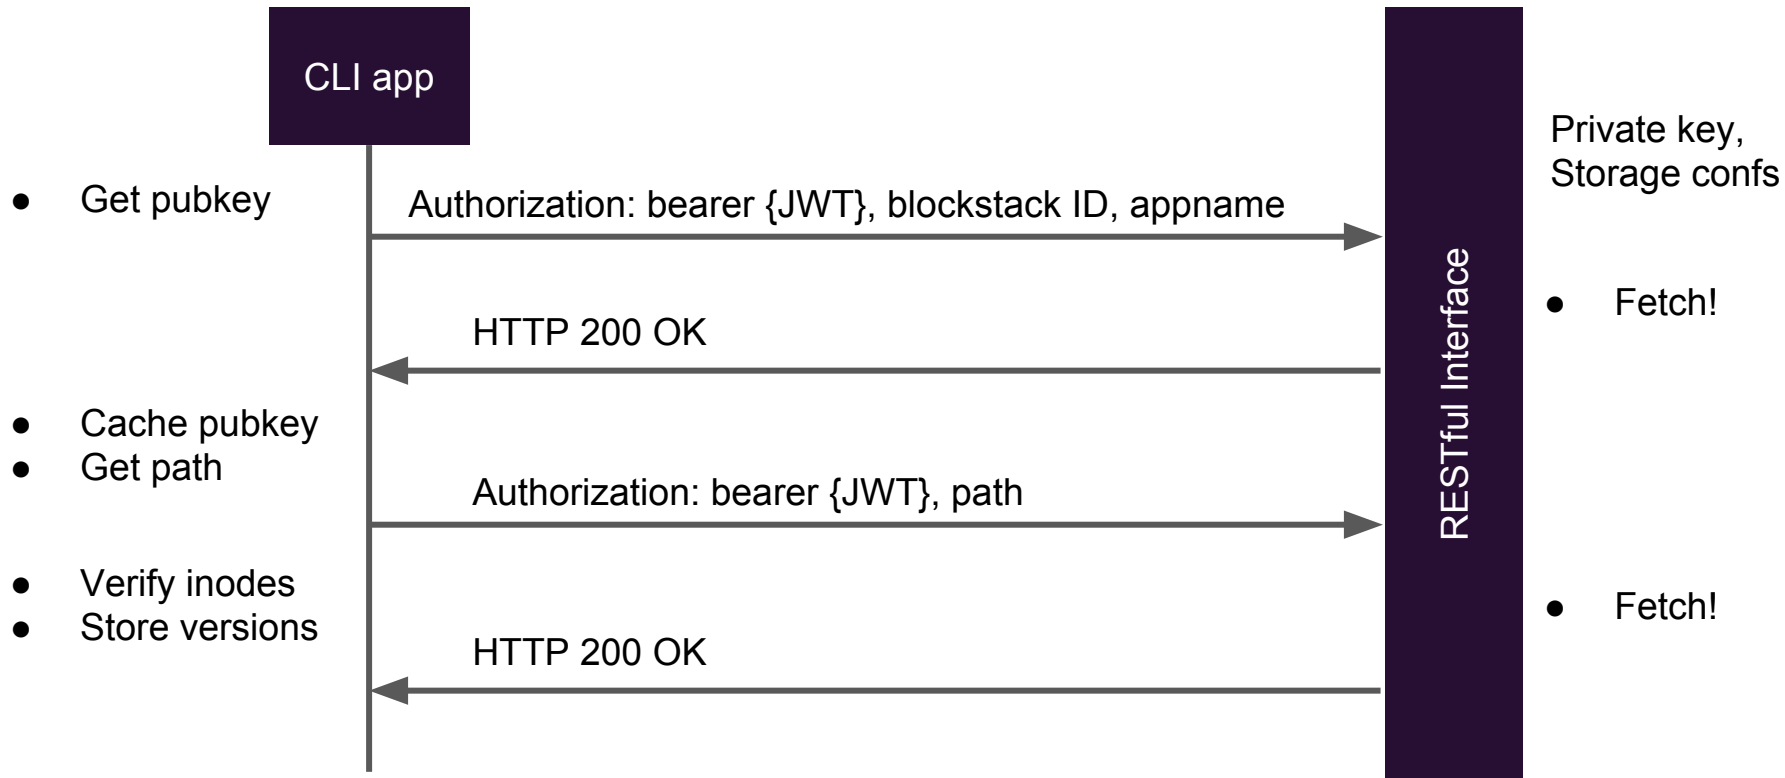 CLI app
Private key,
Storage confs
● Get pubkey
Authorization: bearer {JWT}, blockstack ID, appname
RESTful Interface
● Fetch!
HTTP 200 OK
● Cache pubkey
● Get path
Authorization: bearer {JWT}, path
● Verify inodes
● Store versions
● Fetch!
HTTP 200 OK